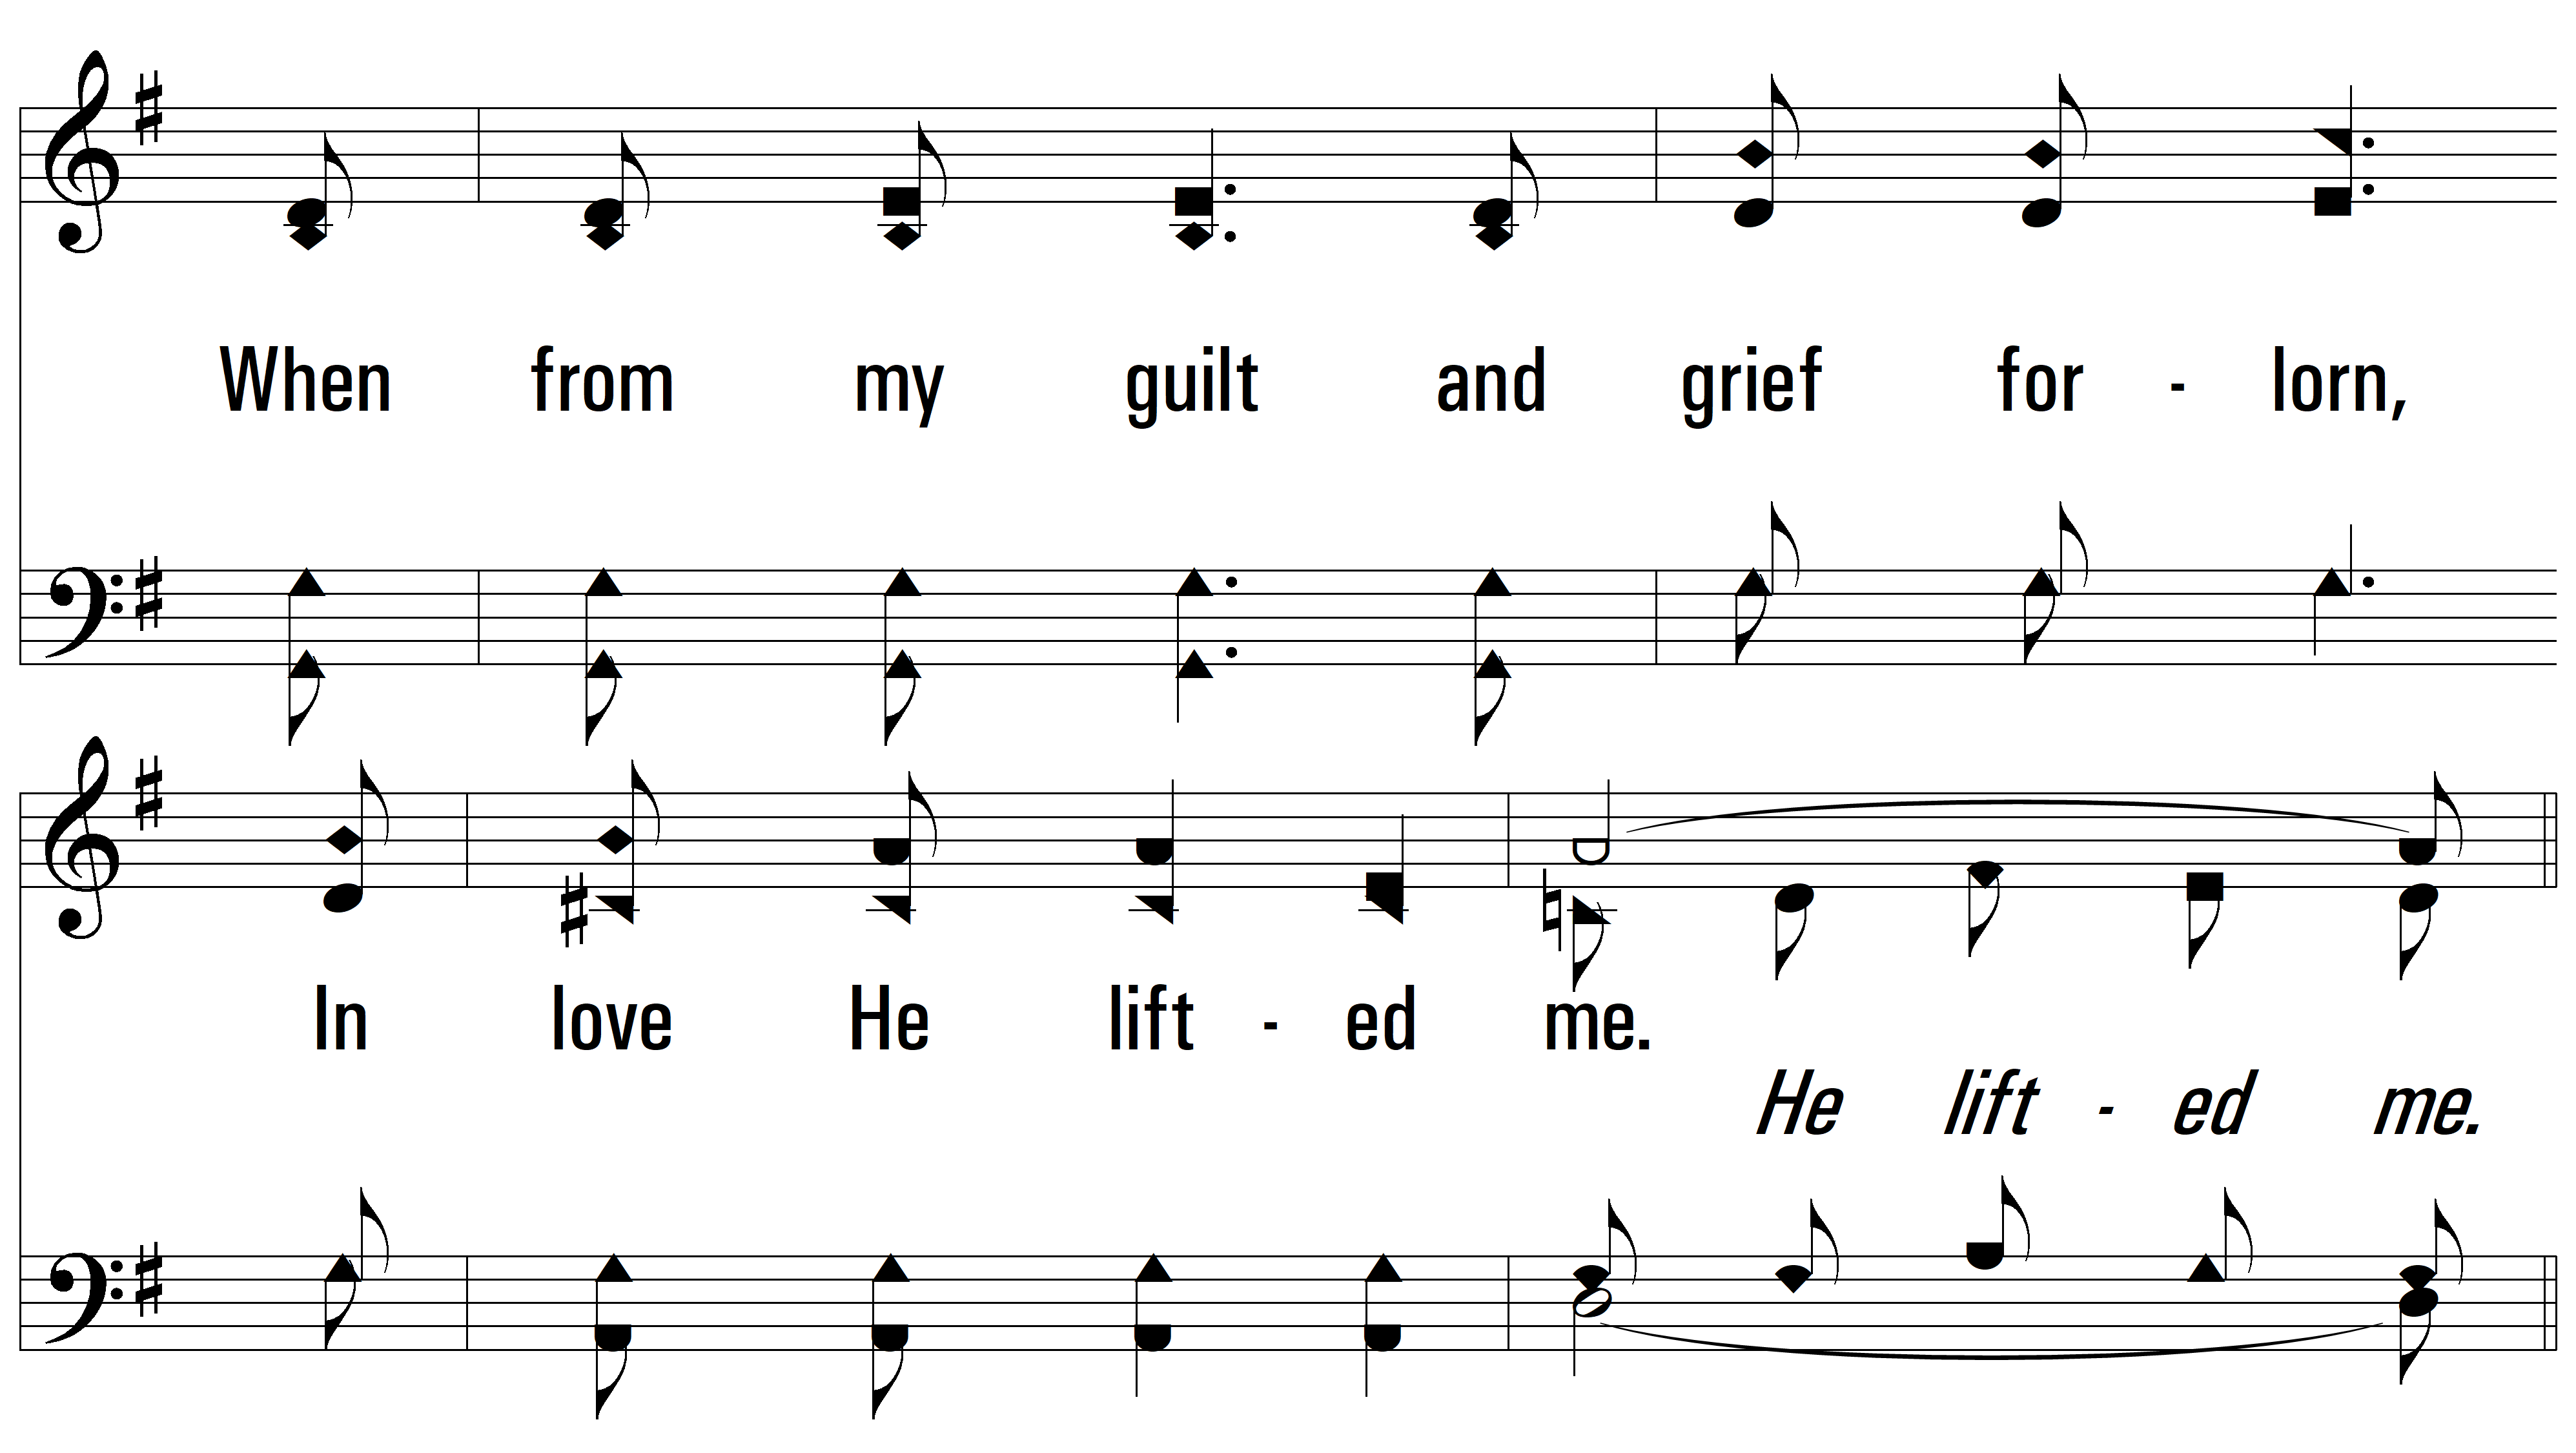 When from my guilt and grief for - lorn,
In love He lift - ed me.
He lift - ed me.